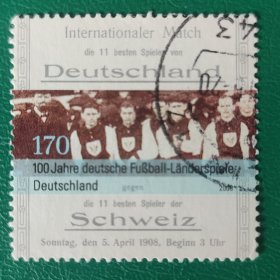 Internationaler Match
die 11 besten Spieler von
Deutschland
170
100 Jahre deutsche Fußball-Länderspiele
Deutschland
gegen
2008
die 11 besten Spieler der
Schweiz
Sonntag, den 5. April 1908, Beginn 3 Uhr